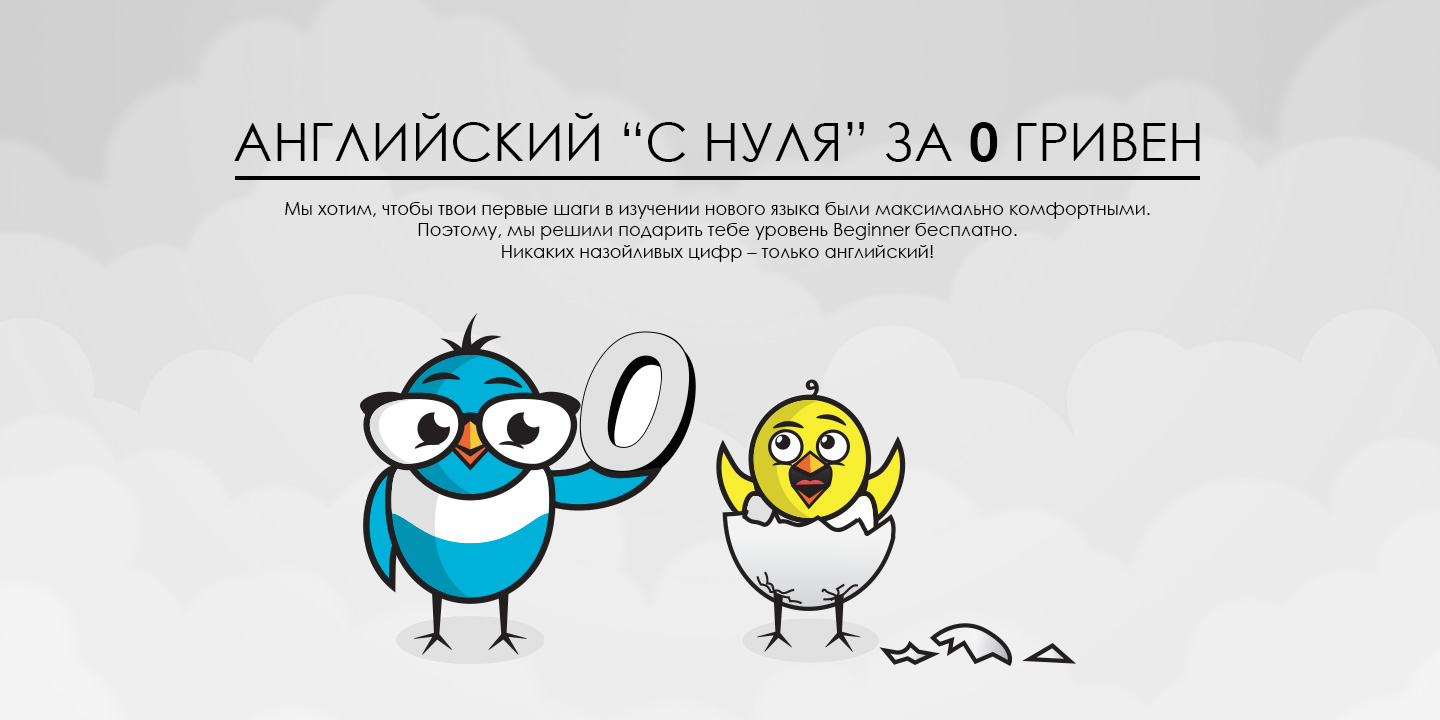 АНГЛИЙСКИЙ “С НУЛЯ” ЗА 0 ГРИВЕН
Мы хотим, чтобы твои первые шаги в изучении нового языка были максимально комфортными.
Поэтому, мы решили подарить тебе уровень Beginner бесплатно.
Никаких назойливых цифр – только английский!
0